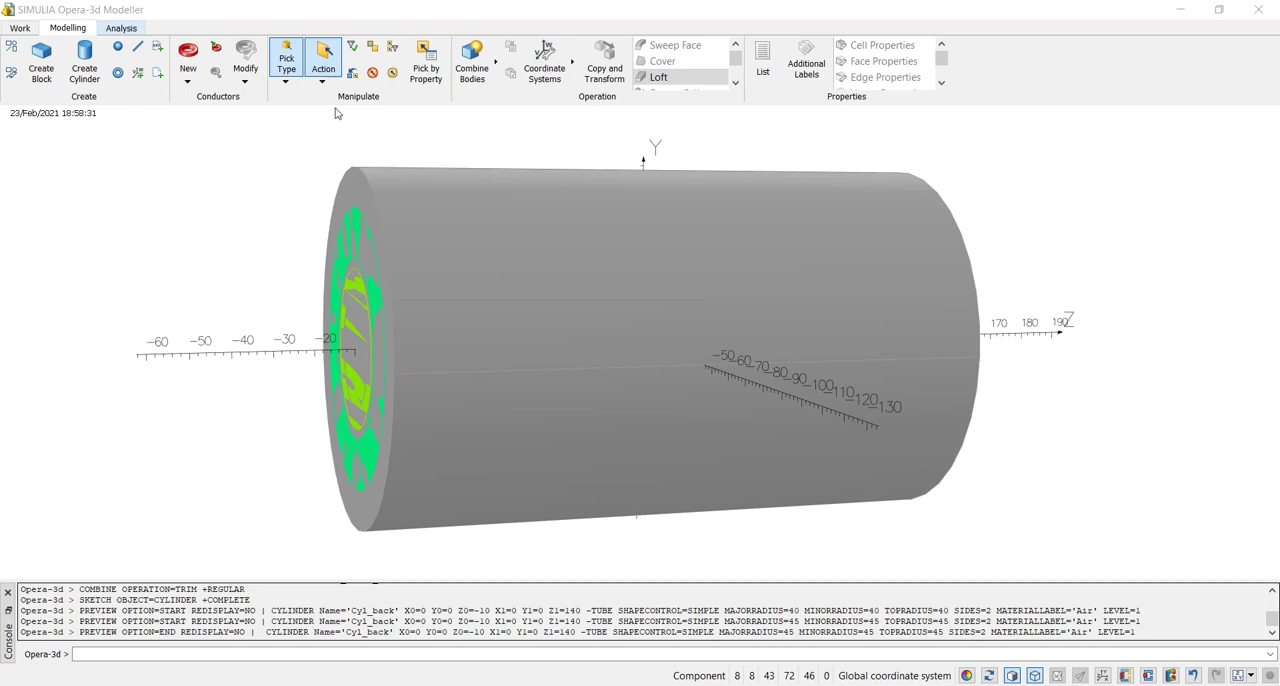 SIMULIA Opera-3d Modeller
Work Modelling Analysis
Create Block
Create Cylinder
Create
New
Modify
Conductors
Pick Type
Action
Pick by Property
Manipulate
Combine Bodies
Coordinate Systems
Copy and Transform
Sweep Face
Cover
Loft
Operation
List
Additional Labels
Cell Properties
Face Properties
Edge Properties
Properties
23/Feb/2021 18:58:31
Y
-60 -50 -40 -30 -20
170 180 190 Z
-50 -60 -70 -80 -90 -100 -110 -120 -130
Console
Opera-3d > COMBINE OPERATION=TRIM +REGULAR
Opera-3d > SKETCH OBJECT=CYLINDER +COMPLETE
Opera-3d > PREVIEW OPTION=START REDISPLAY=NO | CYLINDER Name='Cyl_back' X0=0 Y0=0 Z0=-10 X1=0 Y1=0 Z1=140 -TUBE SHAPECONTROL=SIMPLE MAJORRADIUS=40 MINORRADIUS=40 TOPRADIUS=40 SIDES=2 MATERIALLABEL='Air' LEVEL=1
Opera-3d > PREVIEW OPTION=START REDISPLAY=NO | CYLINDER Name='Cyl_back' X0=0 Y0=0 Z0=-10 X1=0 Y1=0 Z1=140 -TUBE SHAPECONTROL=SIMPLE MAJORRADIUS=45 MINORRADIUS=45 TOPRADIUS=45 SIDES=2 MATERIALLABEL='Air' LEVEL=1
Opera-3d > PREVIEW OPTION=END REDISPLAY=NO | CYLINDER Name='Cyl_back' X0=0 Y0=0 Z0=-10 X1=0 Y1=0 Z1=140 -TUBE SHAPECONTROL=SIMPLE MAJORRADIUS=45 MINORRADIUS=45 TOPRADIUS=45 SIDES=2 MATERIALLABEL='Air' LEVEL=1
Opera-3d >
Component 8 8 43 72 46 0 Global coordinate system